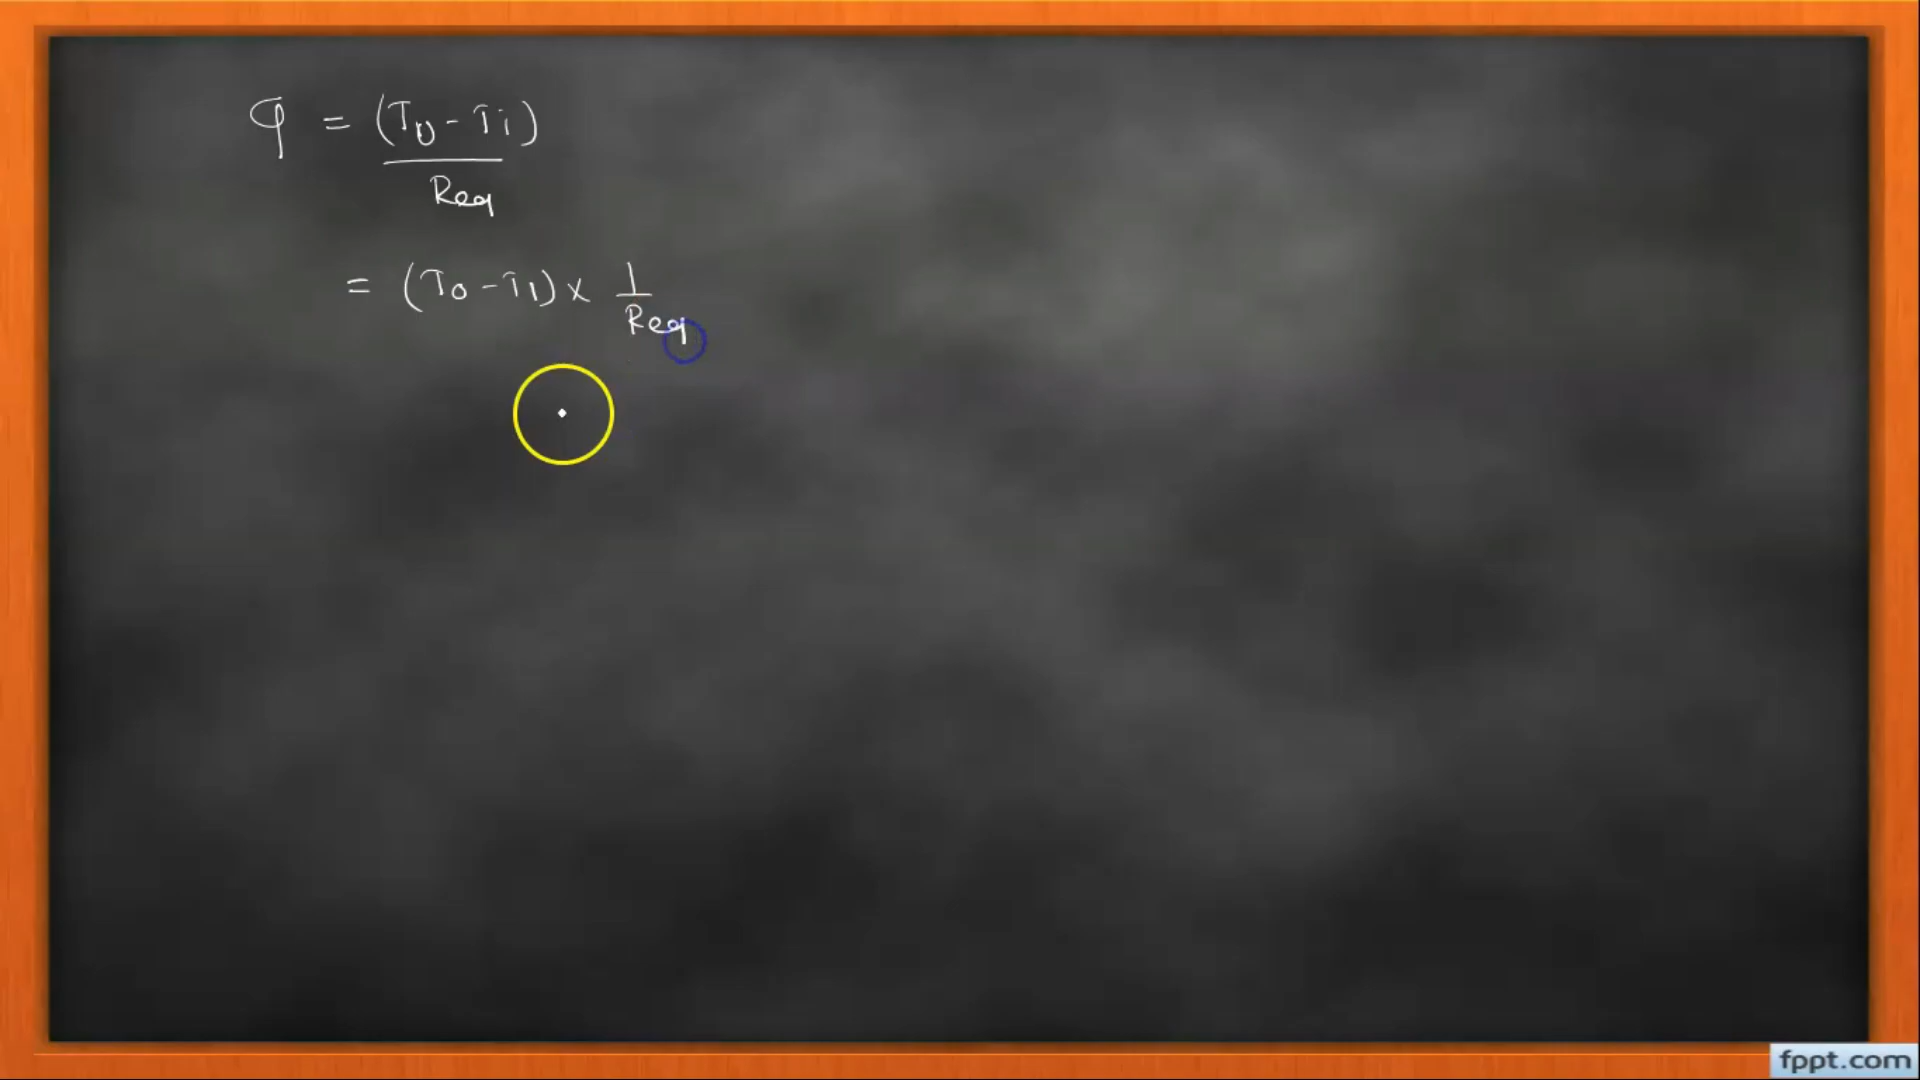 q = (To - Ti)
Req
= (To - Ti) x 1
Req
fppt.com